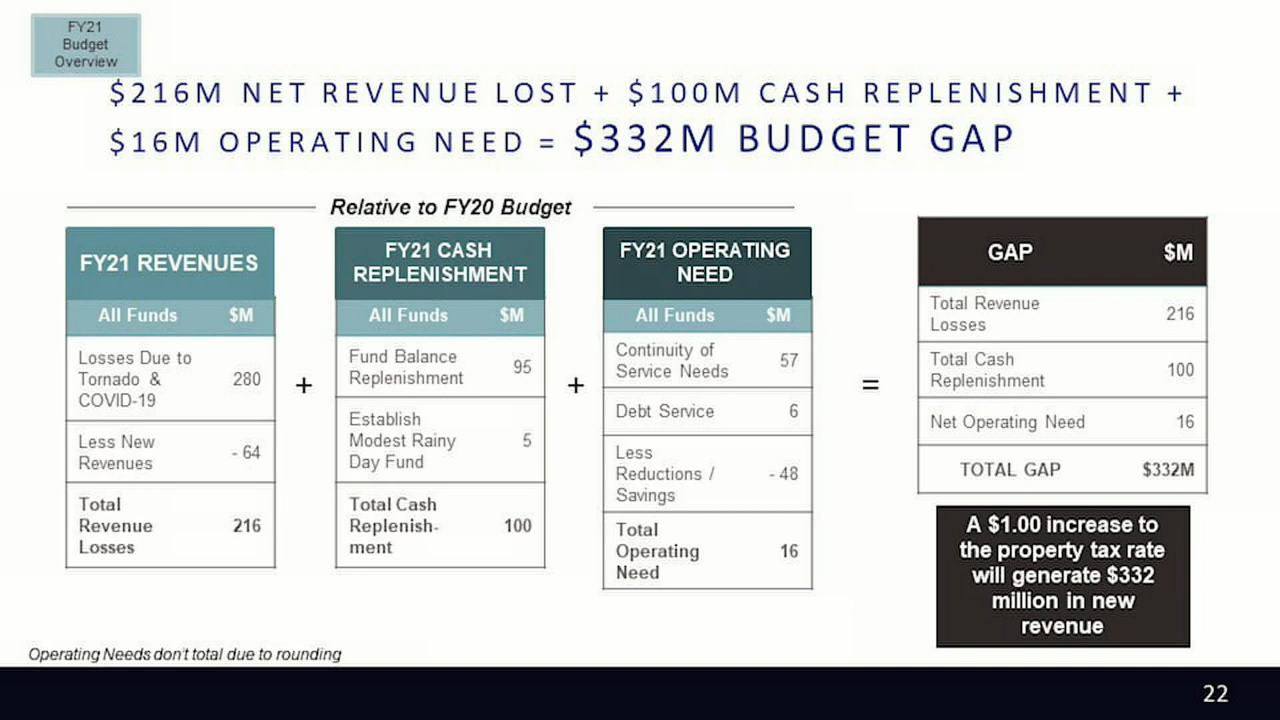 FY21
Budget
Overview
$216M NET REVENUE LOST + $100M CASH REPLENISHMENT +
$16M OPERATING NEED = $332M BUDGET GAP
Relative to FY20 Budget
FY21 REVENUES
All Funds $M
Losses Due to
Tornado &
COVID-19
280
Less New
Revenues
- 64
Total
Revenue
Losses
216
+
FY21 CASH
REPLENISHMENT
All Funds $M
Fund Balance
Replenishment
95
Establish
Modest Rainy
Day Fund
5
Total Cash
Replenish-
ment
100
+
FY21 OPERATING
NEED
All Funds $M
Continuity of
Service Needs
57
Debt Service 6
Less
Reductions /
Savings
- 48
Total
Operating
Need
16
=
GAP $M
Total Revenue
Losses
216
Total Cash
Replenishment
100
Net Operating Need 16
TOTAL GAP $332M
A $1.00 increase to
the property tax rate
will generate $332
million in new
revenue
Operating Needs don't total due to rounding
22